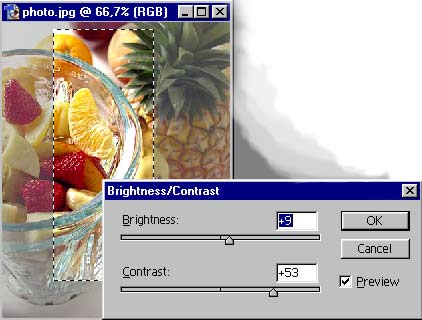 photo.jpg @ 66,7% (RGB)
Brightness/Contrast
Brightness: +9
OK
Cancel
Contrast: +53
Preview